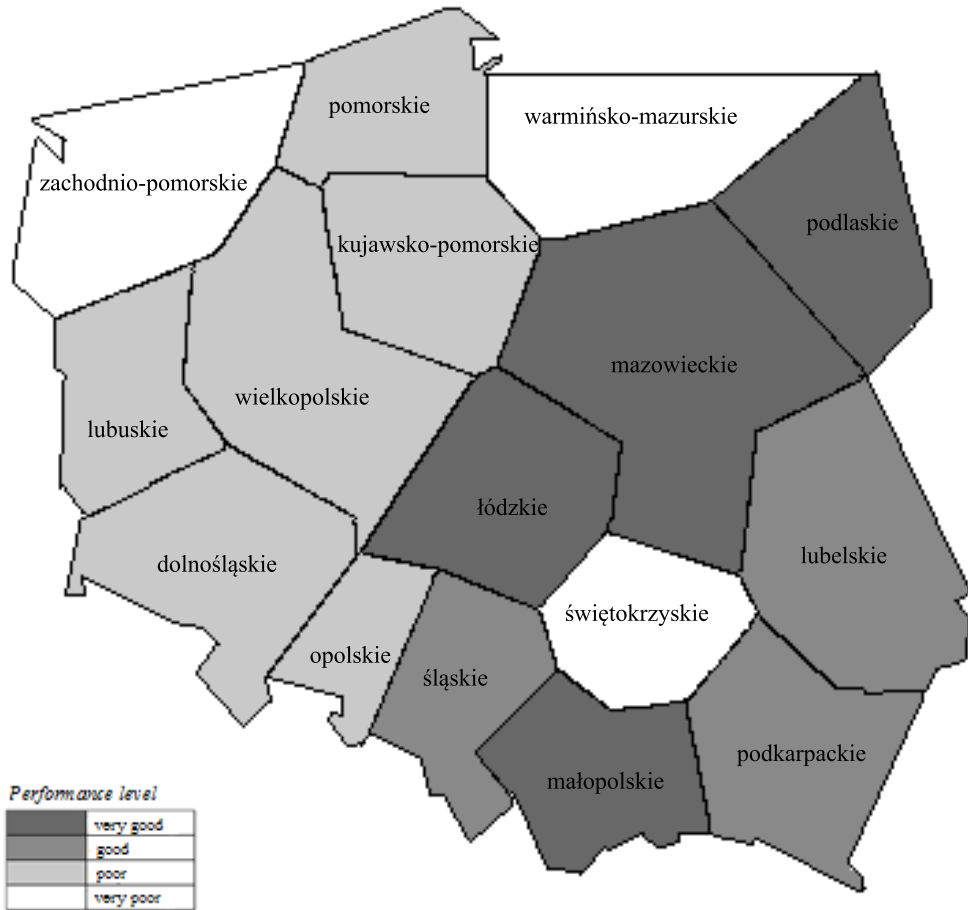 pomorskie
warmińsko-mazurskie
zachodnio-pomorskie
podlaskie
kujawsko-pomorskie
mazowieckie
wielkopolskie
lubuskie
łódzkie
lubelskie
dolnośląskie
świętokrzyskie
opolskie
śląskie
podkarpackie
małopolskie
Performance level
very good
good
poor
very poor